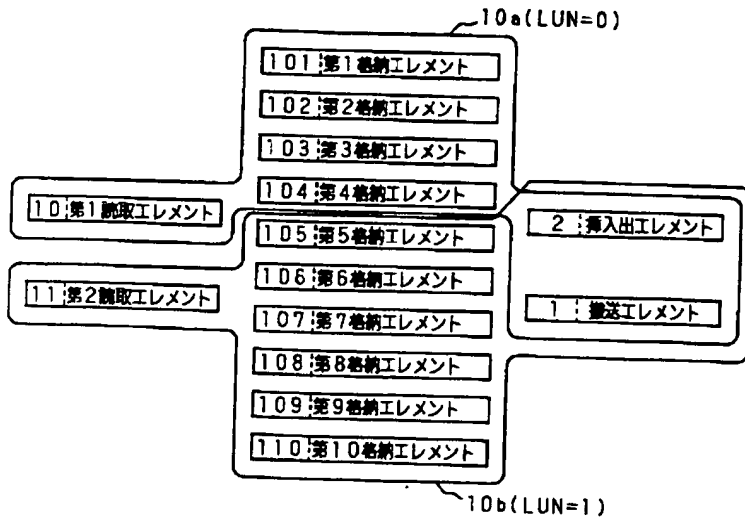 10a(LUN=0)
101 第1格納エレメント
102 第2格納エレメント
103 第3格納エレメント
104 第4格納エレメント
10 第1読取エレメント
105 第5格納エレメント
2 挿入出エレメント
106 第6格納エレメント
11 第2読取エレメント
107 第7格納エレメント
1 搬送エレメント
108 第8格納エレメント
109 第9格納エレメント
110 第10格納エレメント
10b(LUN=1)